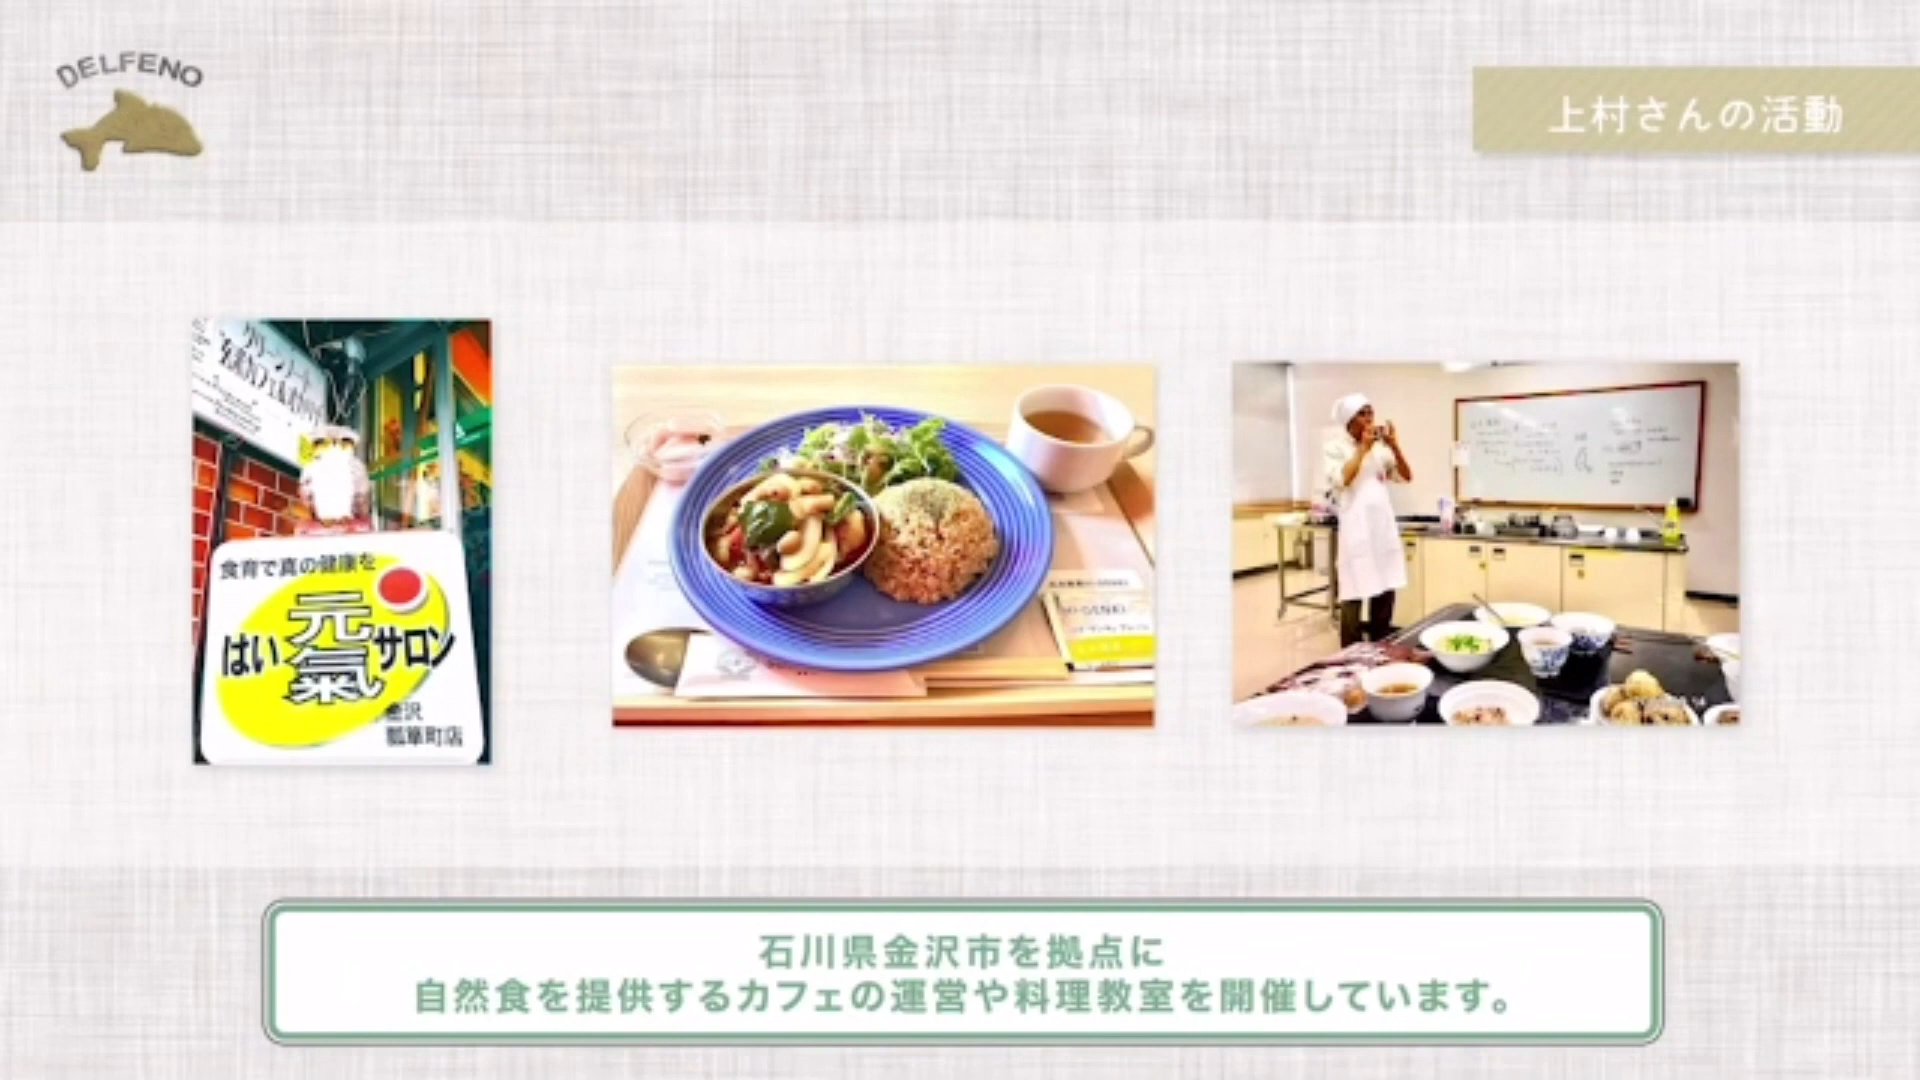 DELFENO
上村さんの活動
食育で真の健康を
はい元氣サロン
金沢
瓢箪町店
石川県金沢市を拠点に
自然食を提供するカフェの運営や料理教室を開催しています。